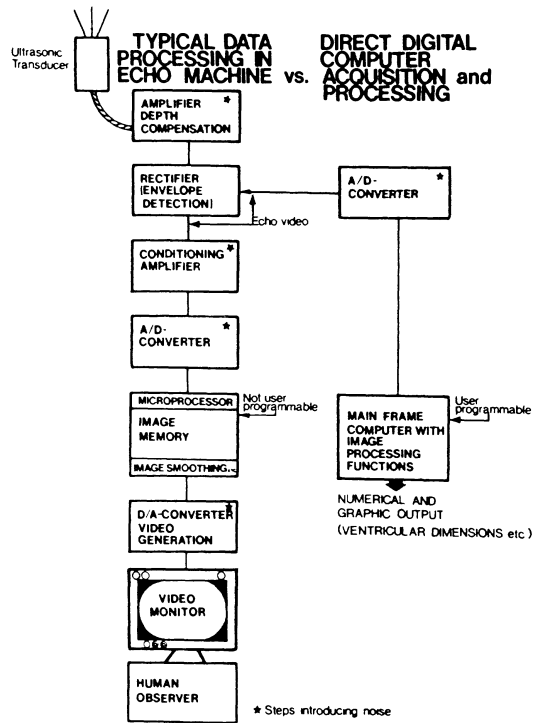 Ultrasonic
Transducer
TYPICAL DATA
PROCESSING IN
ECHO MACHINE vs.
DIRECT DIGITAL
COMPUTER
ACQUISITION and
PROCESSING
AMPLIFIER *
DEPTH
COMPENSATION
RECTIFIER
(ENVELOPE
DETECTION)
A/D- *
CONVERTER
Echo video
CONDITIONING *
AMPLIFIER
A/D- *
CONVERTER
MICROPROCESSOR
Not user
programmable
IMAGE
MEMORY
IMAGE SMOOTHING.
User
programmable
MAIN FRAME
COMPUTER WITH
IMAGE
PROCESSING
FUNCTIONS
NUMERICAL AND
GRAPHIC OUTPUT
(VENTRICULAR DIMENSIONS etc)
D/A-CONVERTER *
VIDEO
GENERATION
VIDEO
MONITOR
HUMAN
OBSERVER
* Steps introducing noise